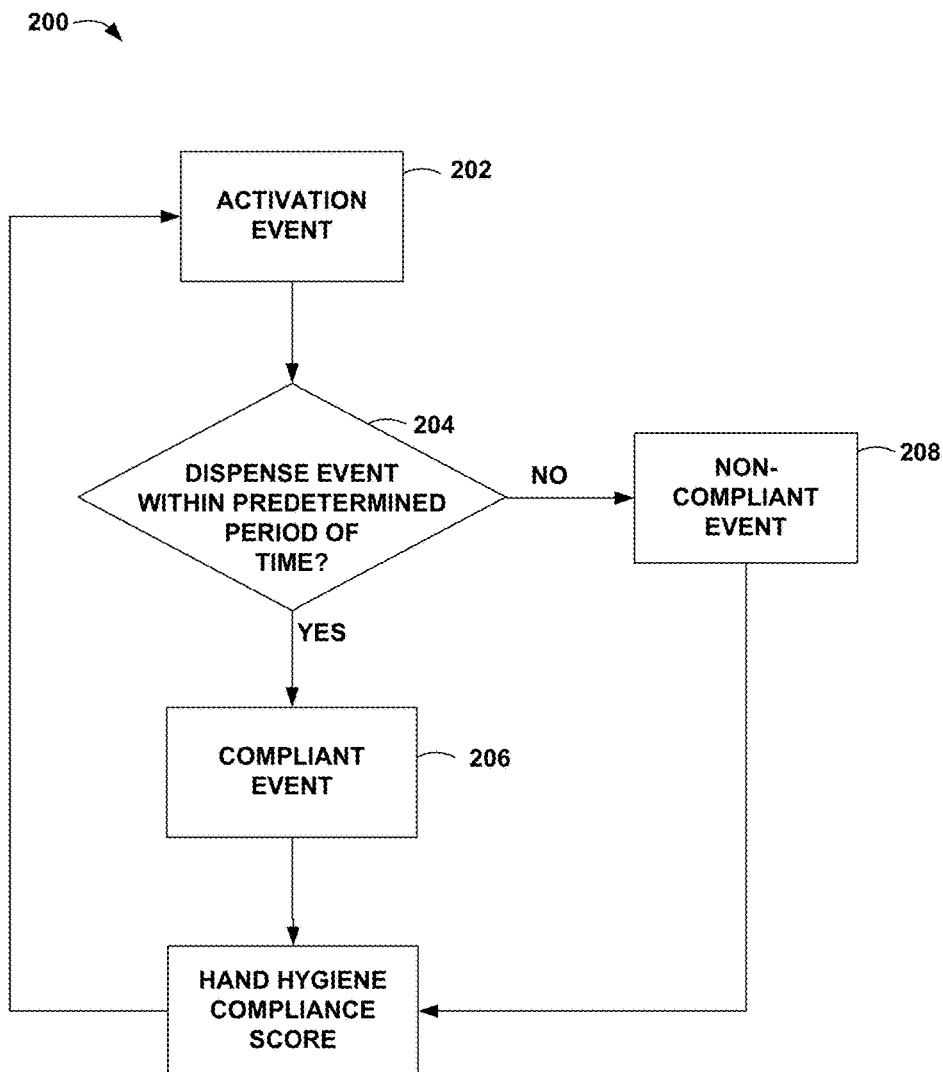 200
ACTIVATION
EVENT
202
204
DISPENSE EVENT
WITHIN PREDETERMINED
PERIOD OF
TIME?
NO
NON-
COMPLIANT
EVENT
208
YES
COMPLIANT
EVENT
206
HAND HYGIENE
COMPLIANCE
SCORE